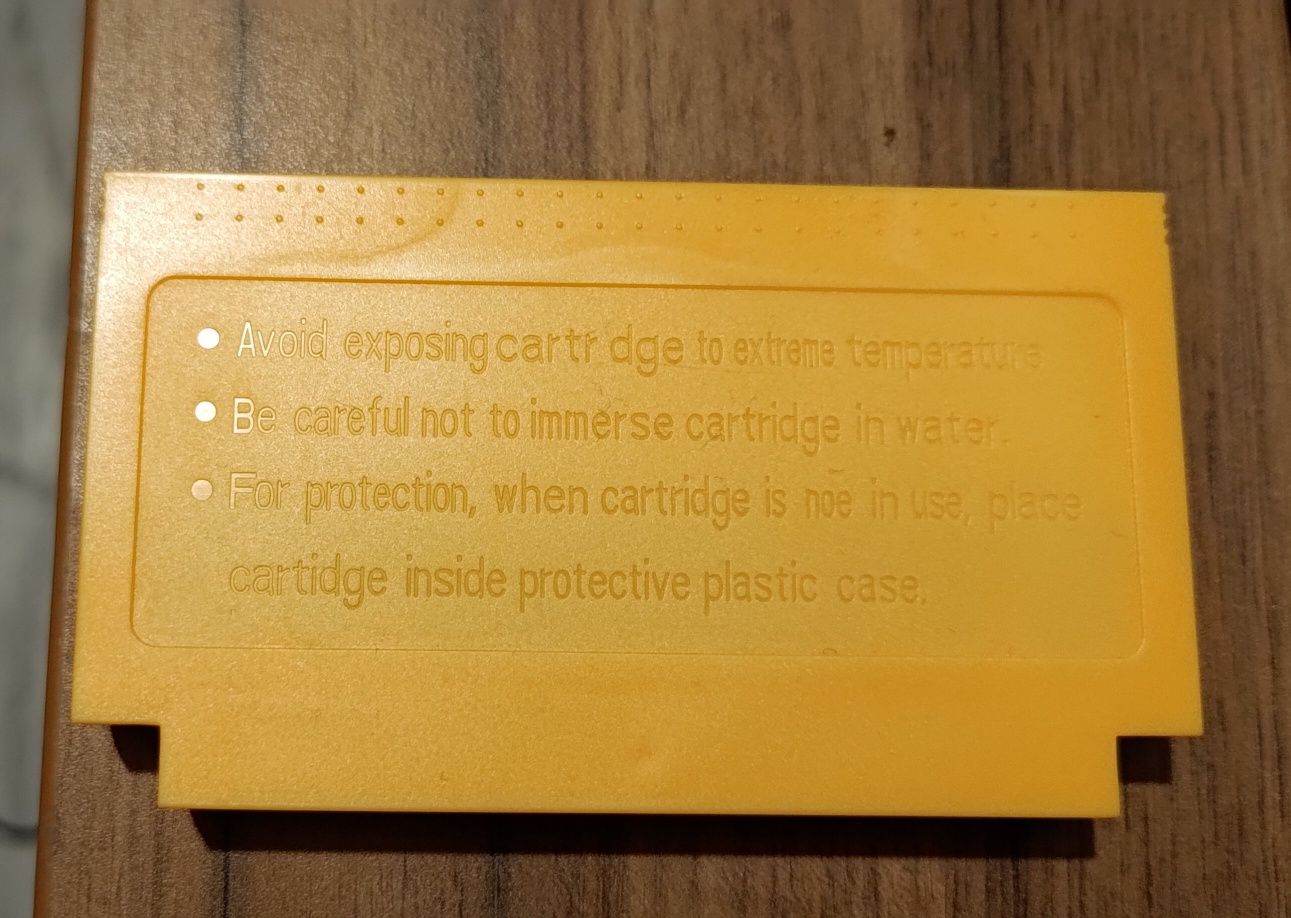 ● Avoid exposing cartr dge to extreme temperature
● Be careful not to immerse cartridge in water.
● For protection, when cartridge is noe in use, place
cartidge inside protective plastic case.